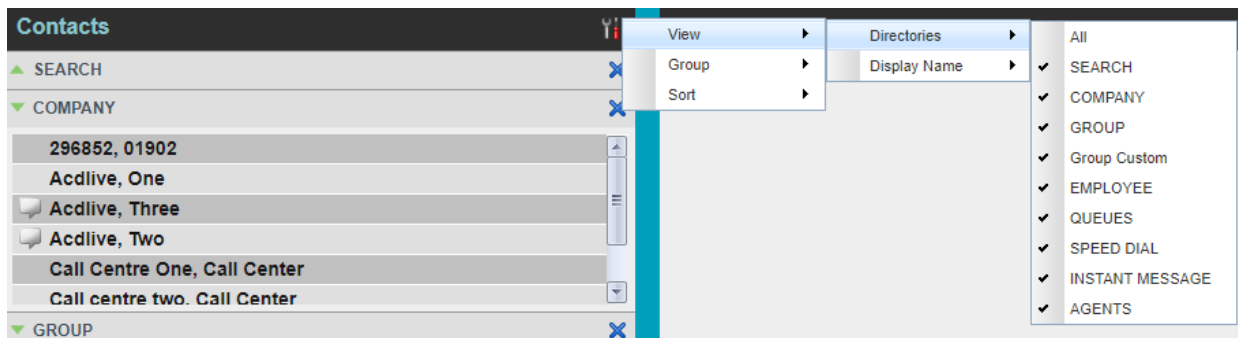 Contacts
SEARCH
COMPANY
296852, 01902
Acdlive, One
Acdlive, Three
Acdlive, Two
Call Centre One, Call Center
Call centre two, Call Center
GROUP
View
Group
Sort
Directories
Display Name
All
SEARCH
COMPANY
GROUP
Group Custom
EMPLOYEE
QUEUES
SPEED DIAL
INSTANT MESSAGE
AGENTS